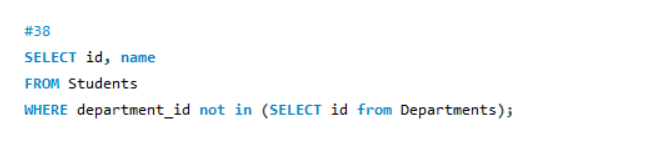 #38
SELECT id, name
FROM Students
WHERE department_id not in (SELECT id from Departments);